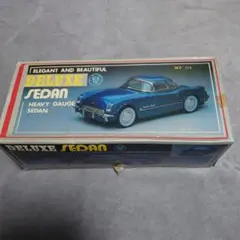 ELEGANT AND BEAUTIFUL
DELUXE
SEDAN
HEAVY GAUGE
SEDAN
DELUXE SEDAN